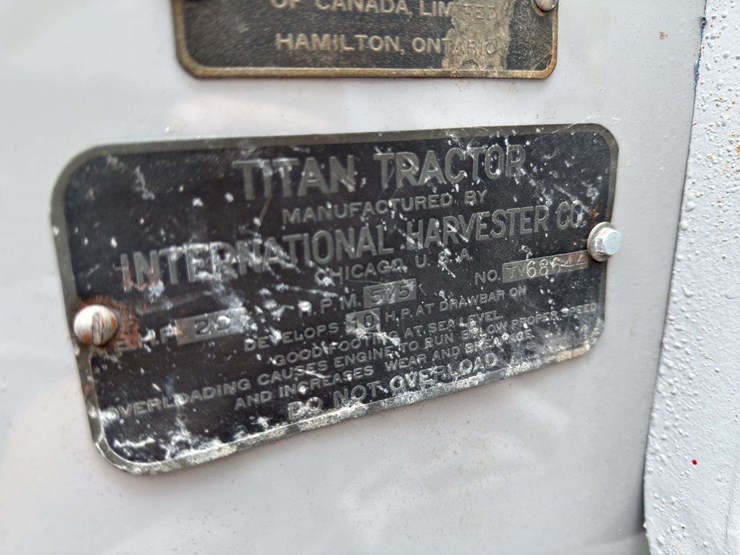 OF CANADA, LIMITED
HAMILTON, ONTARIO
TITAN TRACTOR
MANUFACTURED BY
INTERNATIONAL HARVESTER CO.
CHICAGO, U.S.A.
H.P. 20 R.P.M. 575 NO.
DEVELOPS 10 H.P. AT DRAWBAR ON
GOOD FOOTING AT SEA LEVEL
OVERLOADING CAUSES ENGINE TO RUN BELOW PROPER SPEED
AND INCREASES WEAR AND BREAKAGE
DO NOT OVERLOAD